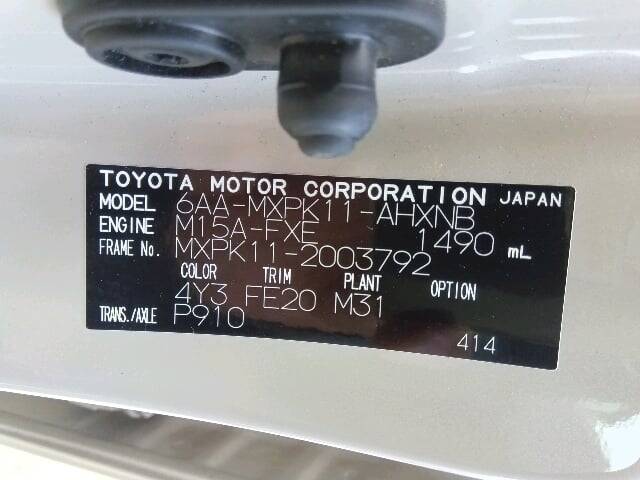 TOYOTA MOTOR CORPORATION JAPAN
MODEL 6AA-MXPK11-AHXNB
ENGINE M15A-FXE 1490 mL
FRAME No. MXPK11-2003792
COLOR TRIM PLANT OPTION
4Y3 FE20 M31
TRANS./AXLE P910
414